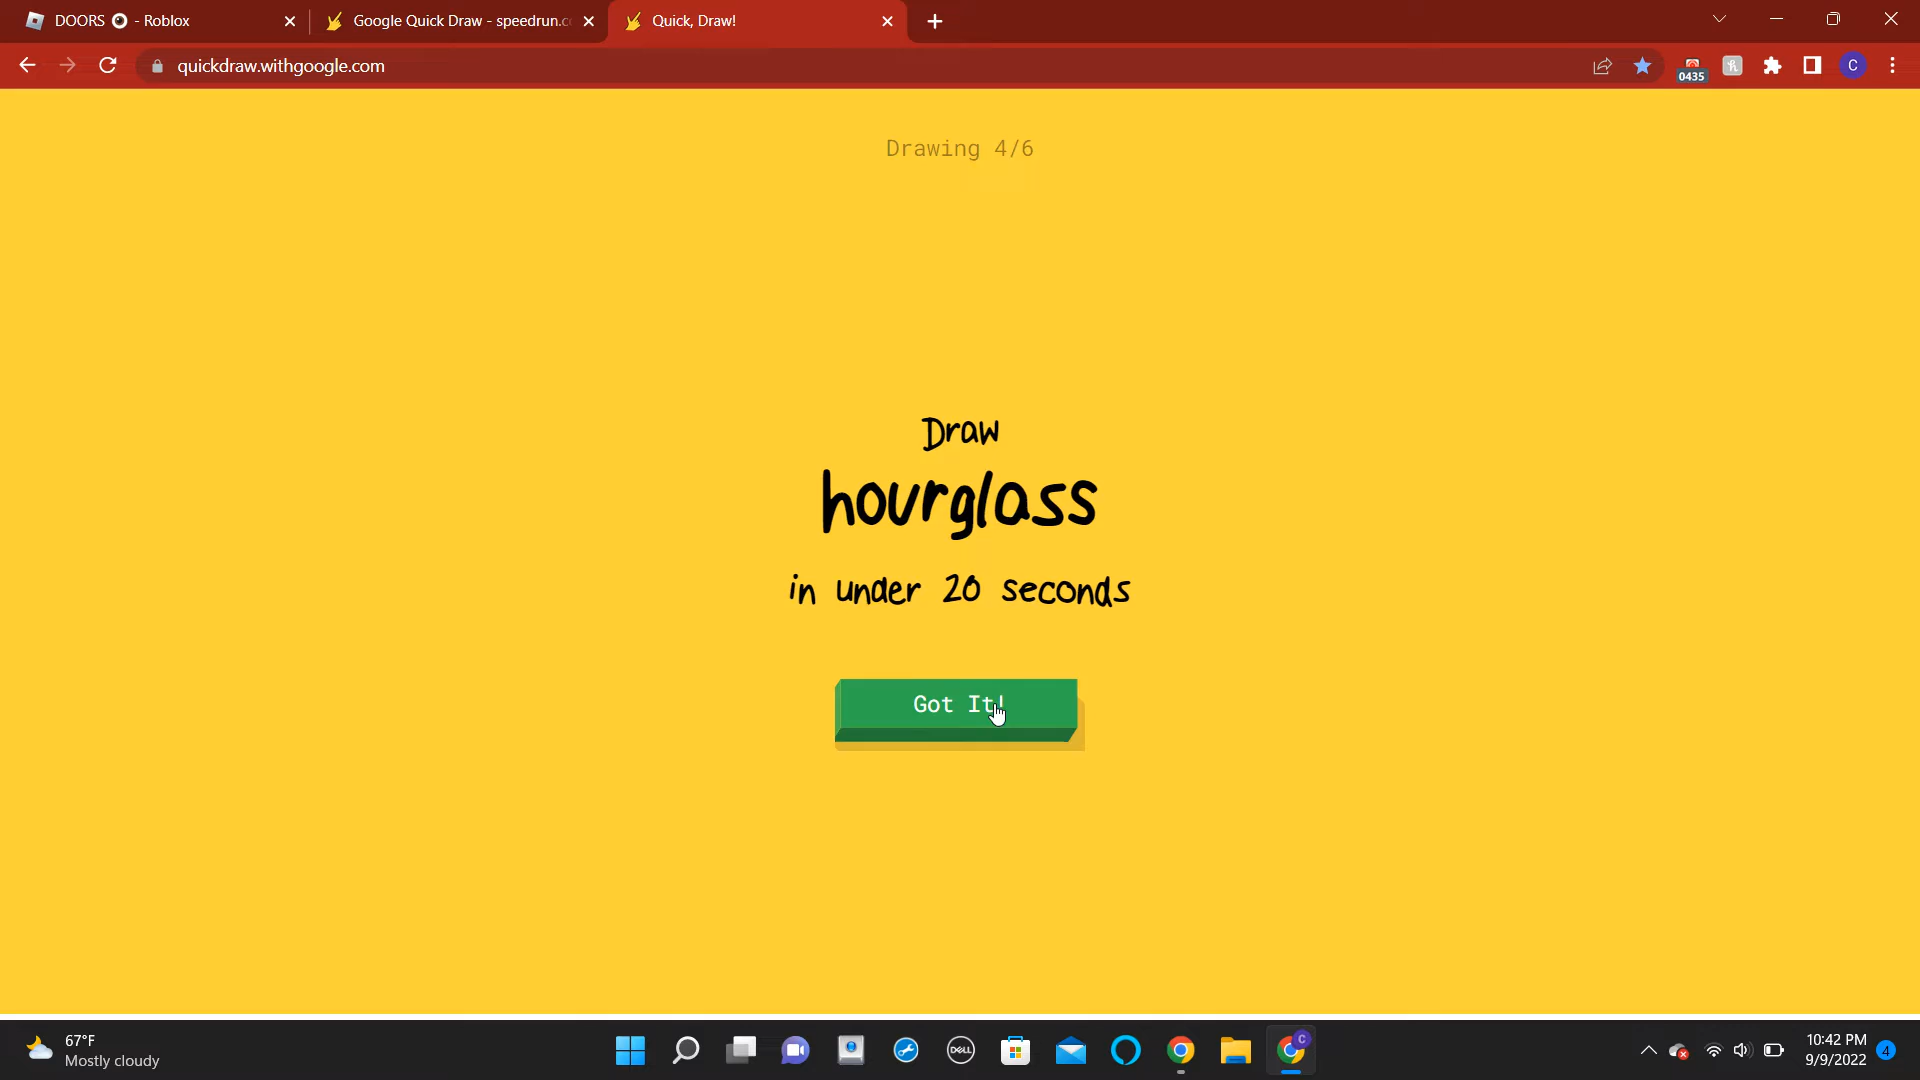 DOORS 👁 - Roblox
Google Quick Draw - speedrun.c
Quick, Draw!
quickdraw.withgoogle.com
0435
C
Drawing 4/6
Draw
hourglass
in under 20 seconds
Got It!
67°F
Mostly cloudy
DELL
C
10:42 PM
9/9/2022
4